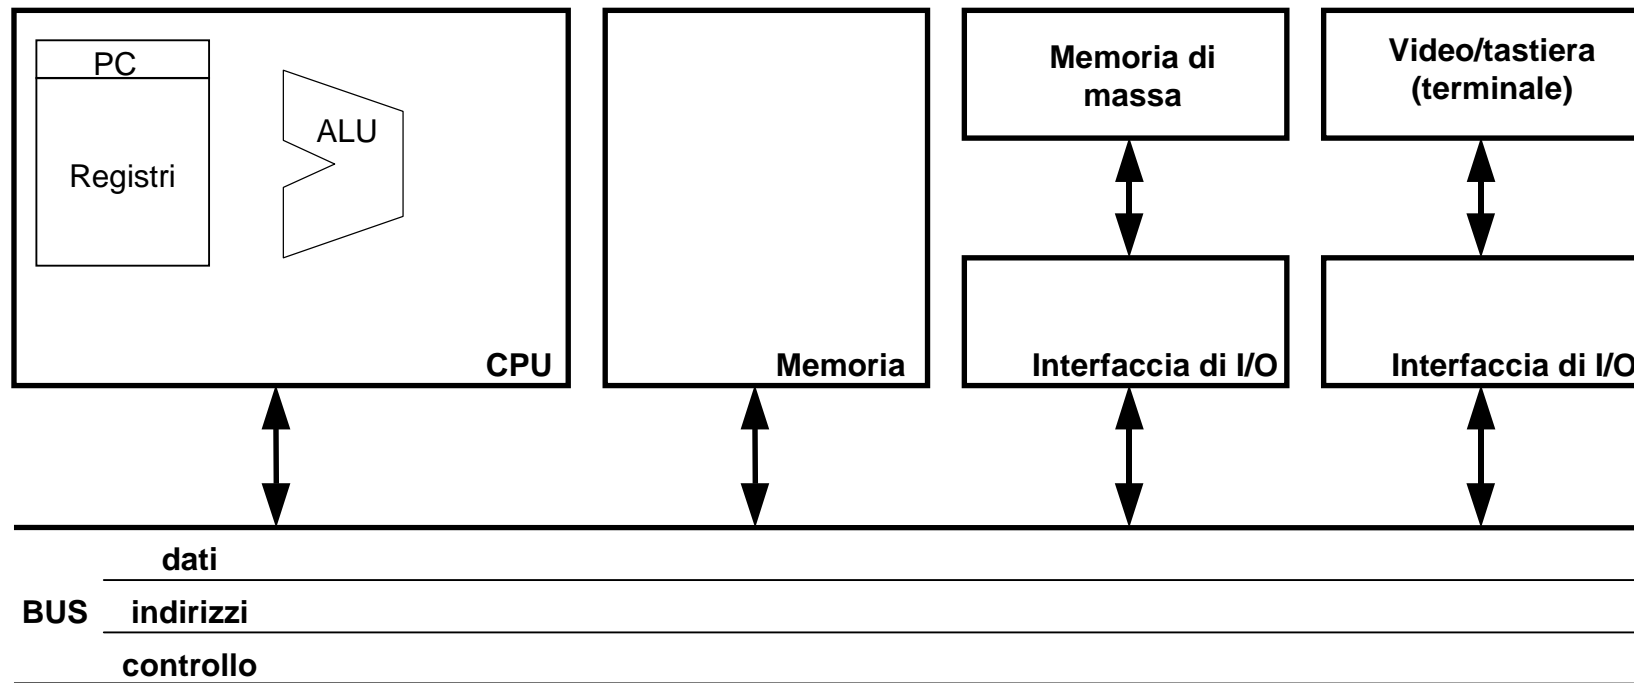 PC
Registri
ALU
CPU
Memoria
Memoria di
massa
Interfaccia di I/O
Video/tastiera
(terminale)
Interfaccia di I/O
BUS
dati
indirizzi
controllo